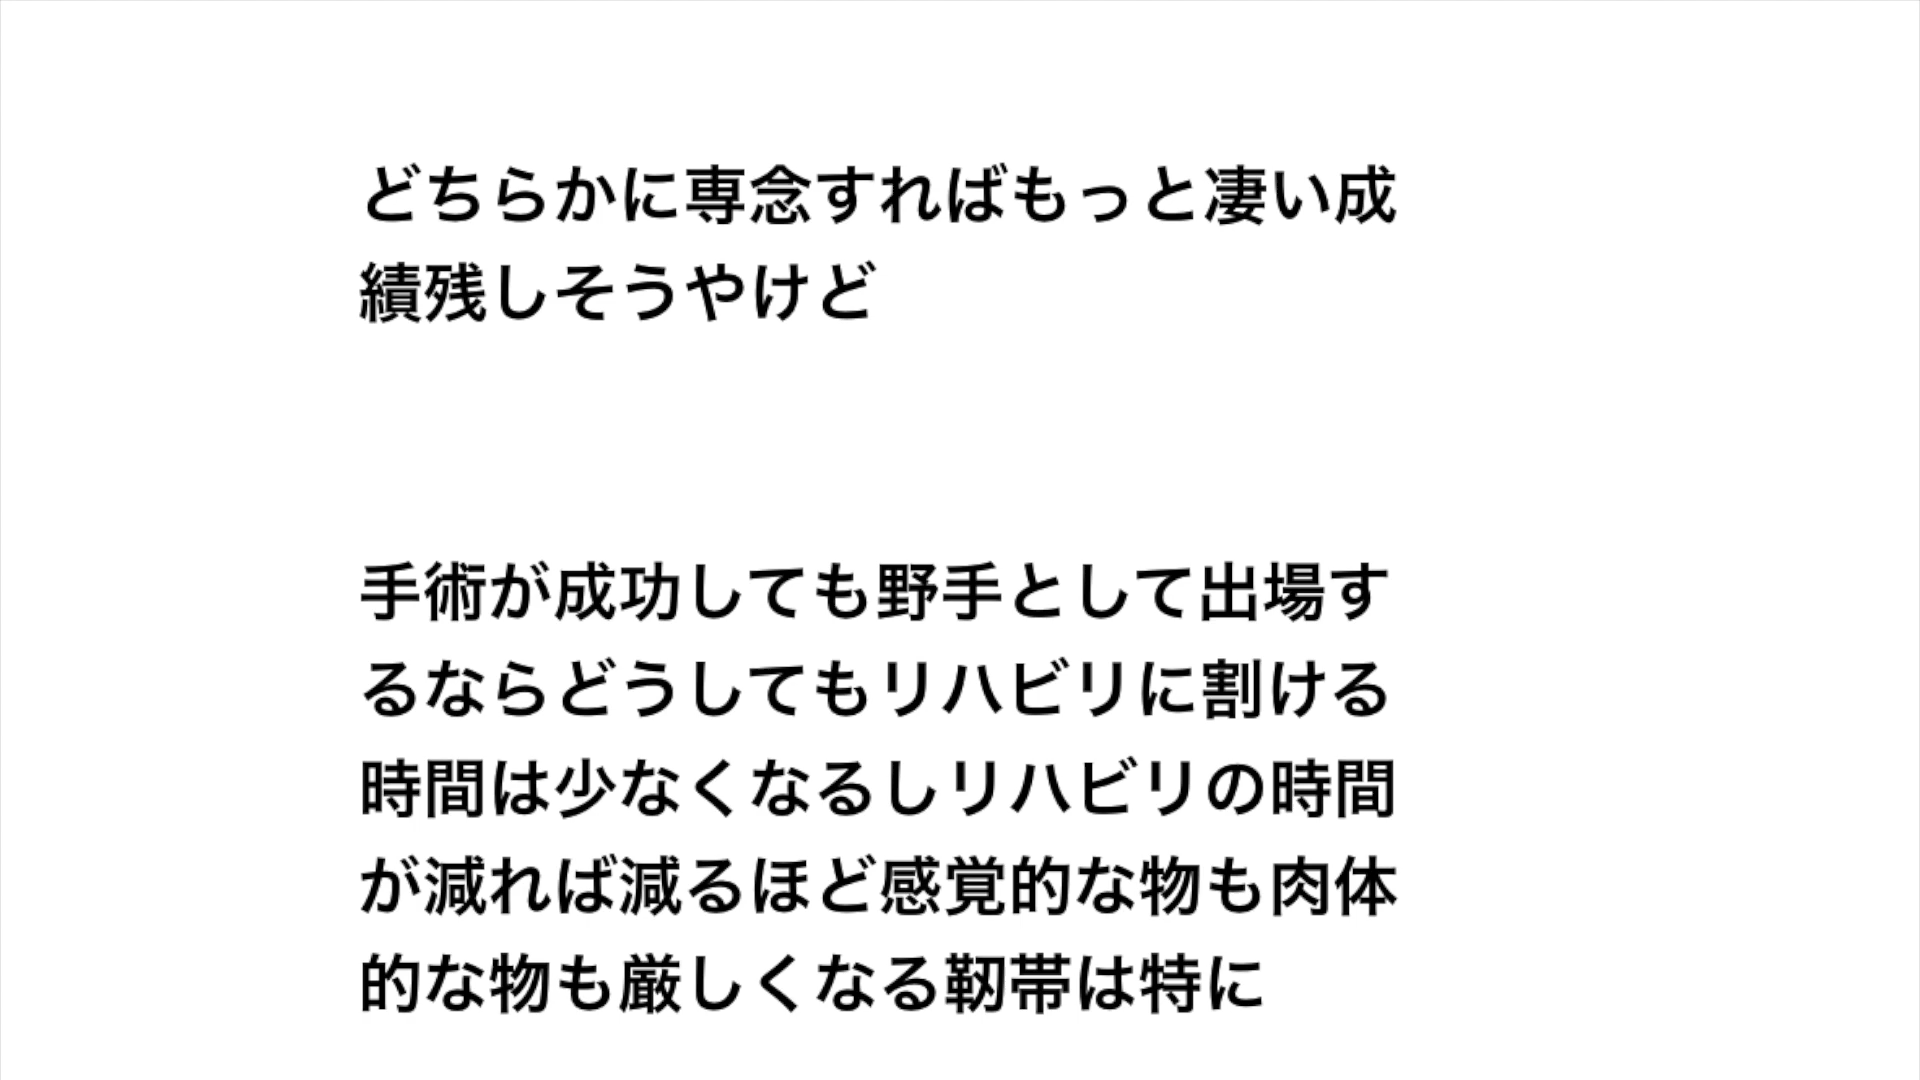 どちらかに専念すればもっと凄い成
績残しそうやけど
手術が成功しても野手として出場す
るならどうしてもリハビリに割ける
時間は少なくなるしリハビリの時間
が減れば減るほど感覚的な物も肉体
的な物も厳しくなる靭帯は特に